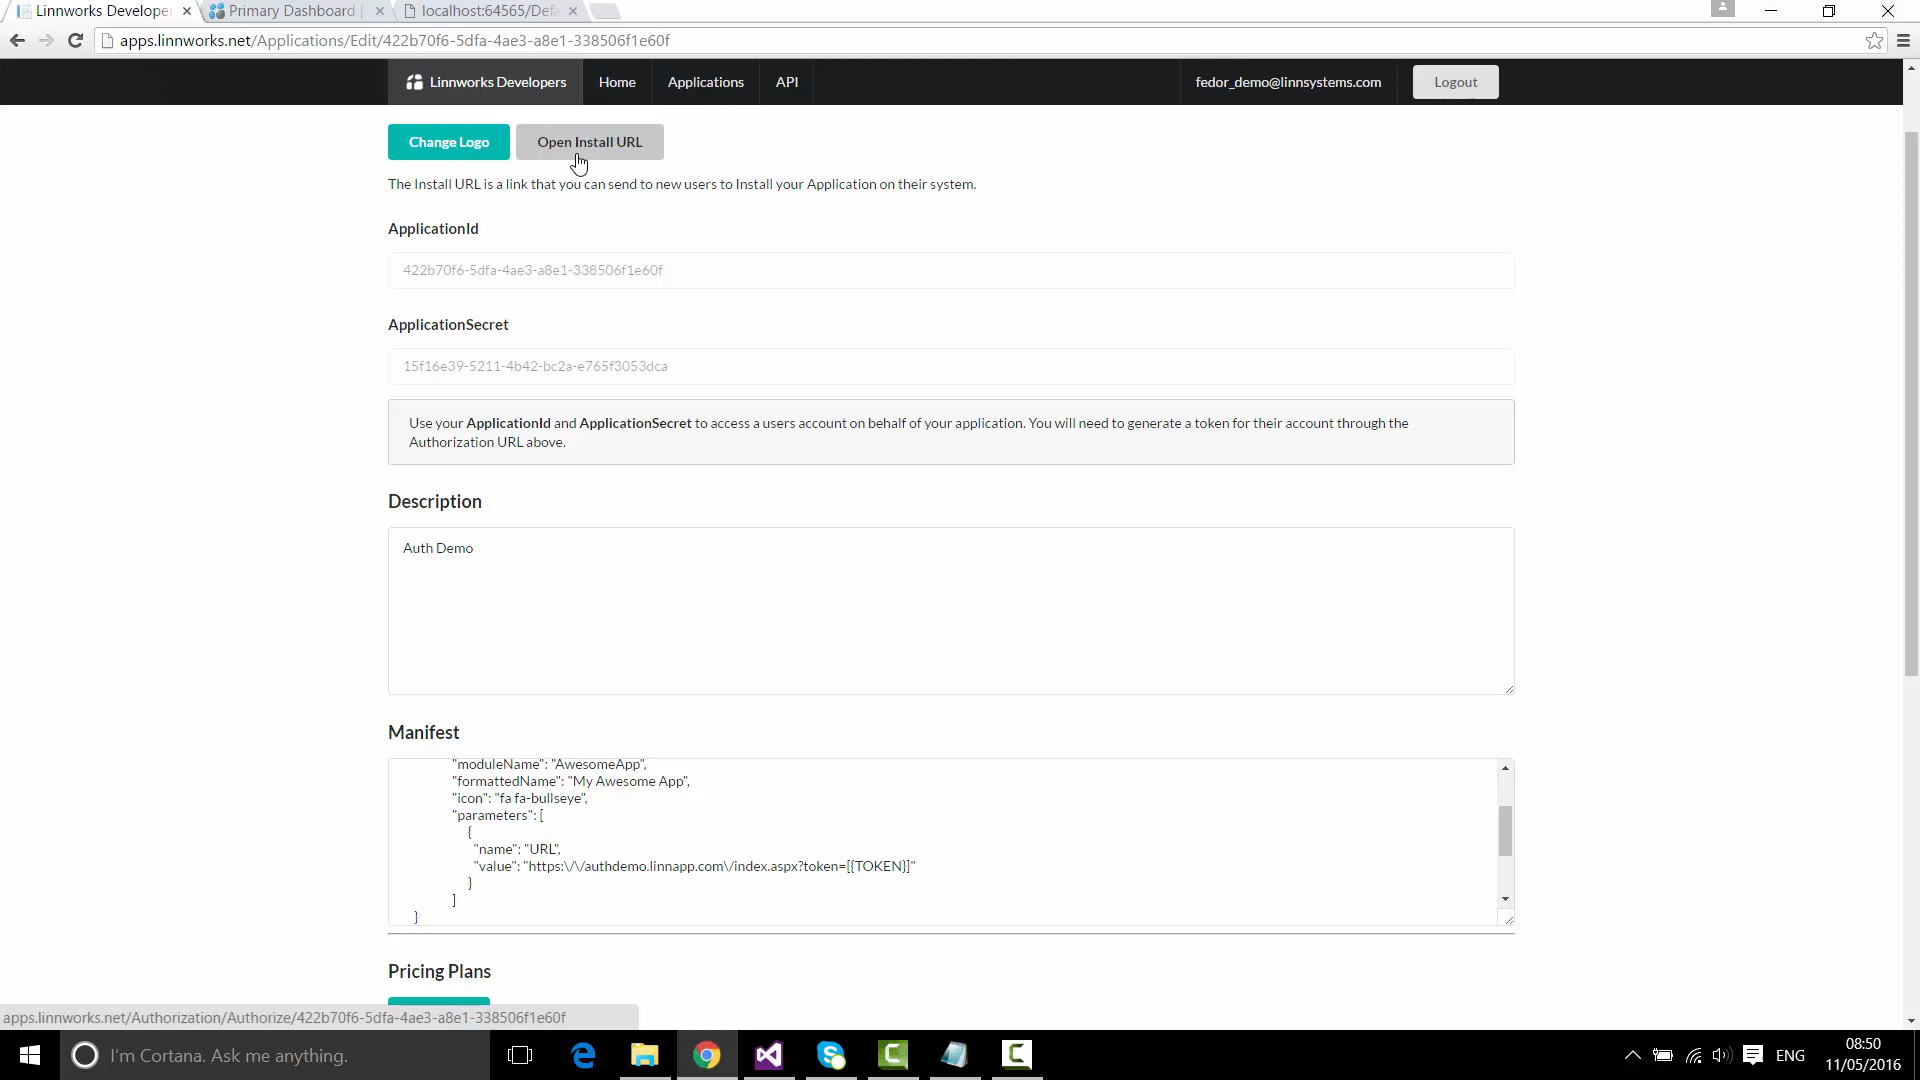 Linnworks Develope
Primary Dashboard
localhost:64565/Def
apps.linnworks.net/Applications/Edit/422b70f6-5dfa-4ae3-a8e1-338506f1e60f
Linnworks Developers
Home
Applications
API
fedor_demo@linnsystems.com
Logout
Change Logo
Open Install URL
The Install URL is a link that you can send to new users to Install your Application on their system.
ApplicationId
422b70f6-5dfa-4ae3-a8e1-338506f1e60f
ApplicationSecret
15f16e39-5211-4b42-bc2a-e765f3053dca
Use your ApplicationId and ApplicationSecret to access a users account on behalf of your application. You will need to generate a token for their account through the
Authorization URL above.
Description
Auth Demo
Manifest
"moduleName": "AwesomeApp",
"formattedName": "My Awesome App",
"icon": "fa fa-bullseye",
"parameters": [
{
"name": "URL",
"value": "https:\/\/authdemo.linnapp.com\/index.aspx?token=[{TOKEN}]"
}
]
}
Pricing Plans
apps.linnworks.net/Authorization/Authorize/422b70f6-5dfa-4ae3-a8e1-338506f1e60f
I'm Cortana. Ask me anything.
ENG
08:50
11/05/2016